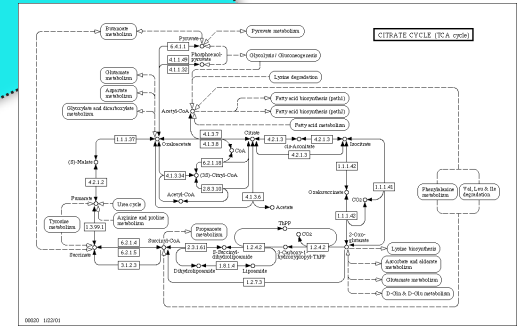 CITRATE CYCLE (TCA cycle)
Butanoate
metabolism
Pyruvate
Pyruvate metabolism
6.4.1.1
Phosphoenol-
pyruvate
4.1.1.49
4.1.1.32
Glycolysis / Gluconeogenesis
Lysine degradation
Glutamate
metabolism
Aspartate
metabolism
Glyoxylate and dicarboxylate
metabolism
Acetyl-CoA
Fatty acid biosynthesis (path1)
Fatty acid biosynthesis (path2)
Fatty acid metabolism
1.1.1.37
Oxaloacetate
4.1.3.7
4.1.3.8
Citrate
4.2.1.3
cis-Aconitate
4.2.1.3
Isocitrate
4.2.1.3
CoA
6.2.1.18
4.1.3.34
(3S)-Citryl-CoA
2.8.3.10
Acetyl-CoA
4.1.3.6
Acetate
(S)-Malate
4.2.1.2
Fumarate
Urea cycle
Arginine and proline
metabolism
Tyrosine
metabolism
1.3.99.1
Succinate
1.1.1.42
Oxalosuccinate
1.1.1.41
CO2
1.1.1.42
Phenylalanine
metabolism
Val, Leu & Ile
degradation
Propanoate
metabolism
ThPP
CO2
2-Oxo-
glutarate
6.2.1.4
6.2.1.5
3.1.2.3
Succinyl-CoA
2.3.1.61
S-Succinyl-
dihydrolipoamide
1.2.4.2
3-Carboxy-1-
hydroxypropyl-ThPP
1.2.4.2
Dihydrolipoamide
1.8.1.4
Lipoamide
1.2.7.3
Lysine biosynthesis
Ascorbate and aldarate
metabolism
Glutamate metabolism
D-Gln & D-Glu metabolism
00020 1/22/01